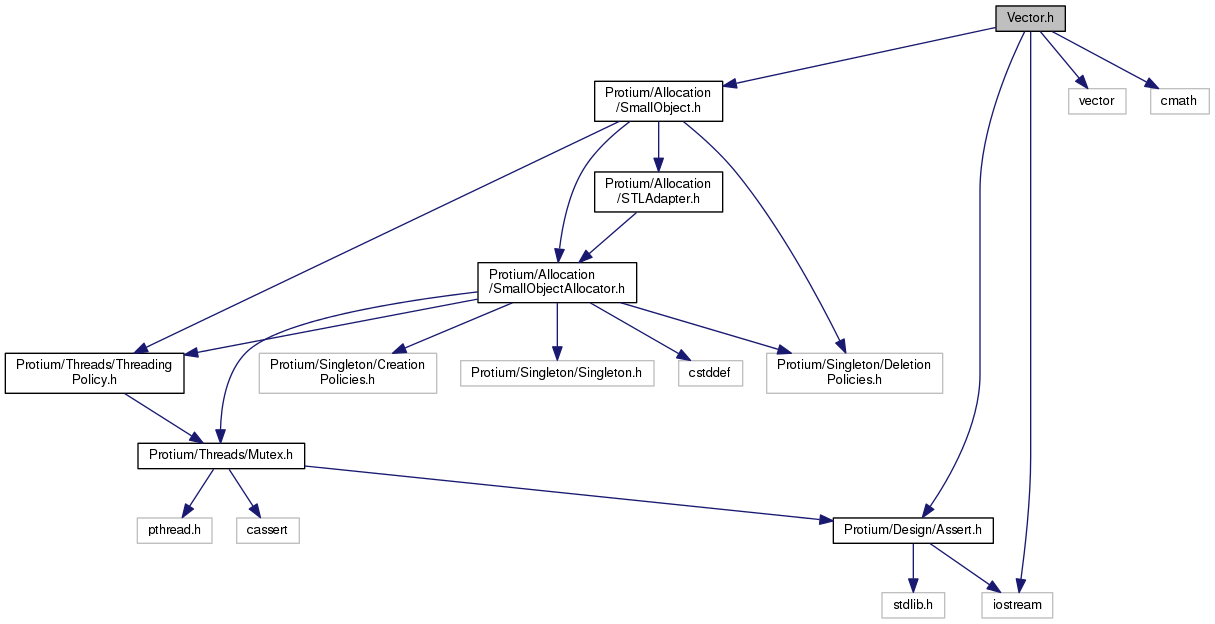 Vector.h
Protium/Allocation
/SmallObject.h
vector
cmath
Protium/Allocation
/STLAdapter.h
Protium/Allocation
/SmallObjectAllocator.h
Protium/Threads/Threading
Policy.h
Protium/Singleton/Creation
Policies.h
Protium/Singleton/Singleton.h
cstddef
Protium/Singleton/Deletion
Policies.h
Protium/Threads/Mutex.h
pthread.h
cassert
Protium/Design/Assert.h
stdlib.h
iostream